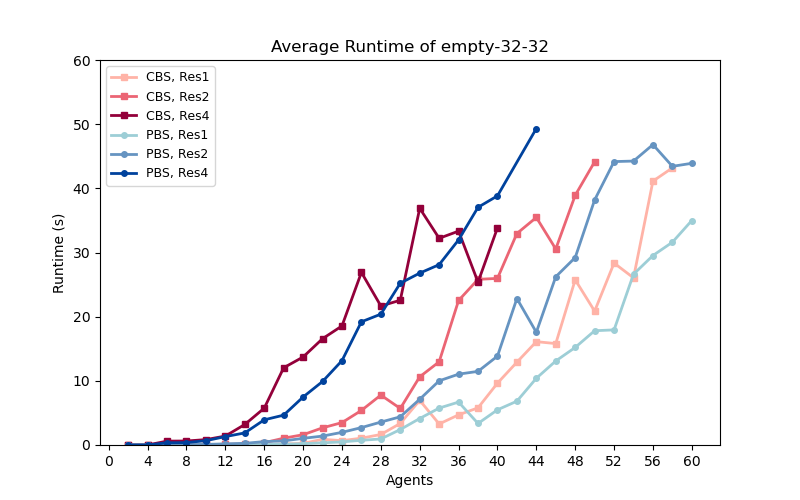 Average Runtime of empty-32-32
CBS, Res1
CBS, Res2
CBS, Res4
PBS, Res1
PBS, Res2
PBS, Res4
Runtime (s)
60
50
40
30
20
10
0
0 4 8 12 16 20 24 28 32 36 40 44 48 52 56 60
Agents